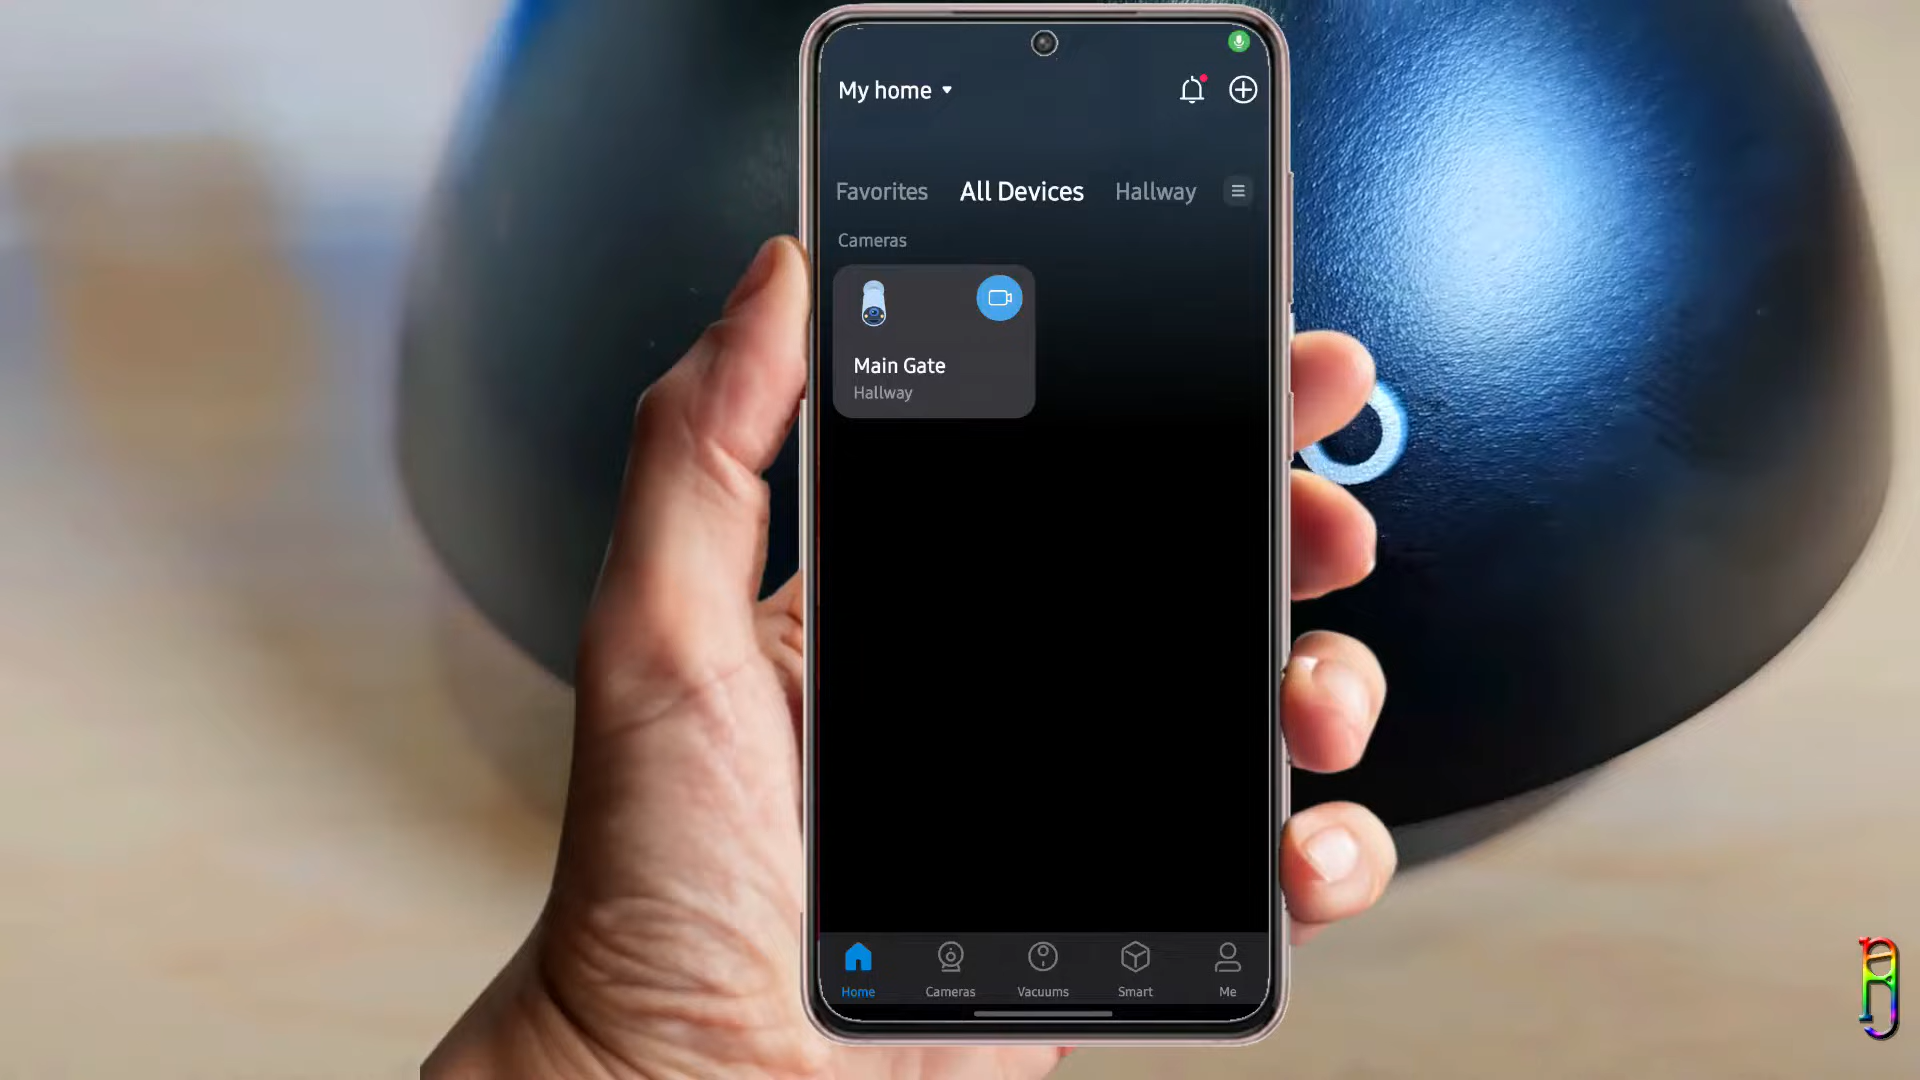 My home
Favorites All Devices Hallway
Cameras
Main Gate
Hallway
Home Cameras Vacuums Smart Me